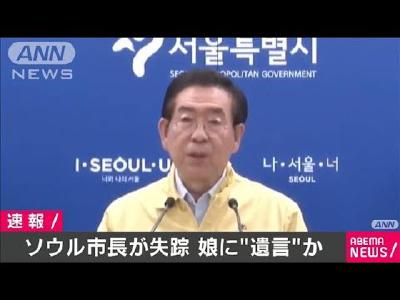 ANN
NEWS
서울특별시
SEOUL METROPOLITAN GOVERNMENT
I·SEOUL·U
너와 나의 서울
나·서울·너
ANN
速報
ABEMA
NEWS
ソウル市長が失踪 娘に"遺言"か